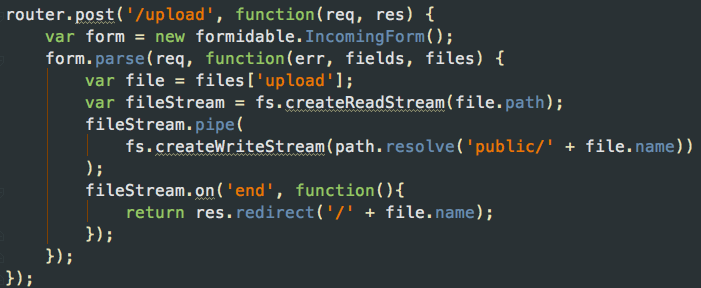 router.post('/upload', function(req, res) {
    var form = new formidable.IncomingForm();
    form.parse(req, function(err, fields, files) {
        var file = files['upload'];
        var fileStream = fs.createReadStream(file.path);
        fileStream.pipe(
            fs.createWriteStream(path.resolve('public/' + file.name))
        );
        fileStream.on('end', function(){
            return res.redirect('/' + file.name);
        });
    });
});